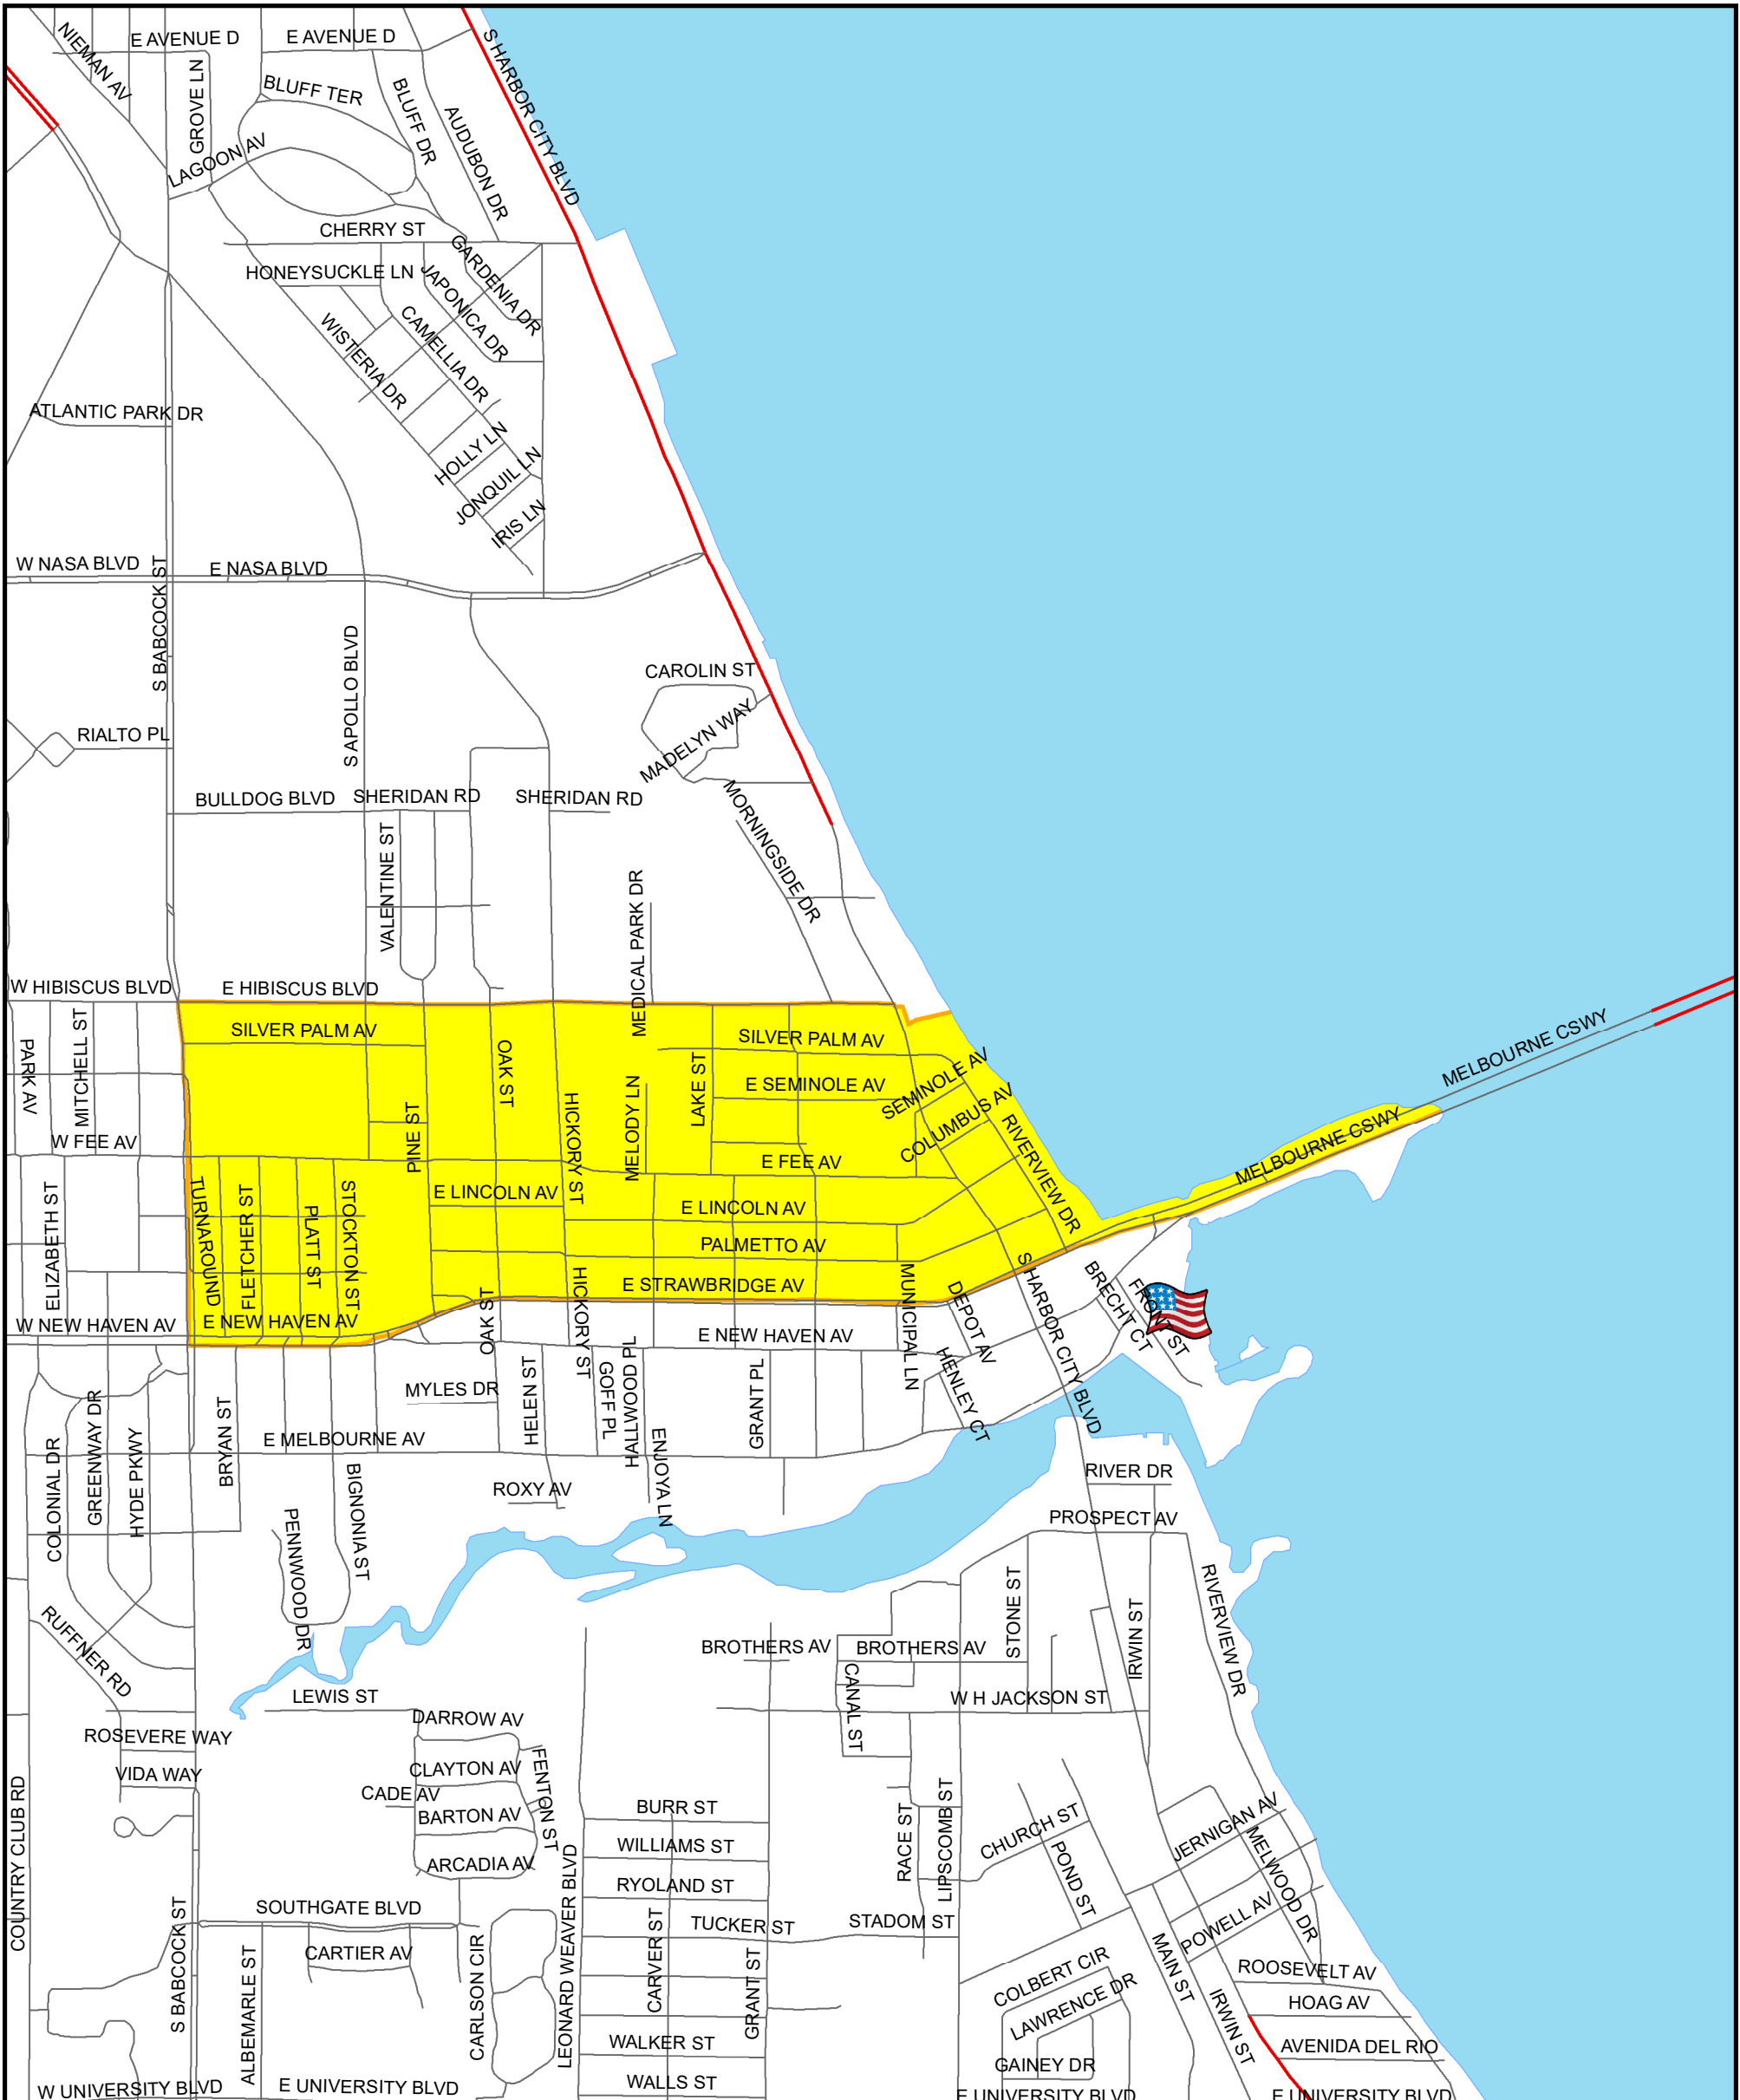 E AVENUE D
E AVENUE D
NIEMAN AV
S HARBOR CITY BLVD
GROVE LN
BLUFF TER
BLUFF DR
AUDUBON DR
LAGOON AV
CHERRY ST
GARDENIA DR
HONEYSUCKLE LN
JAPONICA DR
CAMELLIA DR
WISTERIA DR
ATLANTIC PARK DR
HOLLY LN
JONQUIL LN
IRIS LN
W NASA BLVD
E NASA BLVD
S BABCOCK ST
S APOLLO BLVD
CAROLIN ST
MADELYN WAY
RIALTO PL
BULLDOG BLVD
SHERIDAN RD
SHERIDAN RD
MORNINGSIDE DR
VALENTINE ST
MEDICAL PARK DR
W HIBISCUS BLVD
E HIBISCUS BLVD
SILVER PALM AV
SILVER PALM AV
PARK AV
MITCHELL ST
OAK ST
LAKE ST
E SEMINOLE AV
SEMINOLE AV
COLUMBUS AV
MELBOURNE CSWY
MELBOURNE CSWY
PINE ST
HICKORY ST
MELODY LN
RIVERVIEW DR
W FEE AV
E FEE AV
ELIZABETH ST
TURNAROUND
FLETCHER ST
PLATT ST
STOCKTON ST
E LINCOLN AV
E LINCOLN AV
PALMETTO AV
E STRAWBRIDGE AV
OAK ST
HICKORY ST
MUNICIPAL LN
DEPOT AV
S HARBOR CITY BLVD
BRECHT CT
FRONT ST
W NEW HAVEN AV
E NEW HAVEN AV
E NEW HAVEN AV
HENLEY CT
MYLES DR
HELEN ST
GOFF PL
HALLWOOD PL
GRANT PL
COLONIAL DR
GREENWAY DR
HYDE PKWY
BRYAN ST
E MELBOURNE AV
BIGNONIA ST
PENNWOOD DR
ROXY AV
ENJOYA LN
RIVER DR
PROSPECT AV
STONE ST
IRWIN ST
RIVERVIEW DR
RUFFNER RD
BROTHERS AV
BROTHERS AV
CANAL ST
W H JACKSON ST
LEWIS ST
DARROW AV
ROSEVERE WAY
VIDA WAY
CLAYTON AV
CADE AV
BARTON AV
FENTON ST
ARCADIA AV
COUNTRY CLUB RD
BURR ST
WILLIAMS ST
RYOLAND ST
TUCKER ST
RACE ST
LIPSCOMB ST
CHURCH ST
POND ST
JERNIGAN AV
MELWOOD DR
POWELL AV
STADOM ST
SOUTHGATE BLVD
CARTIER AV
S BABCOCK ST
ALBEMARLE ST
CARLSON CIR
LEONARD WEAVER BLVD
CARVER ST
GRANT ST
COLBERT CIR
LAWRENCE DR
MAIN ST
IRWIN ST
ROOSEVELT AV
HOAG AV
AVENIDA DEL RIO
WALKER ST
GAINEY DR
WALLS ST
W UNIVERSITY BLVD
E UNIVERSITY BLVD
E UNIVERSITY BLVD
E UNIVERSITY BLVD